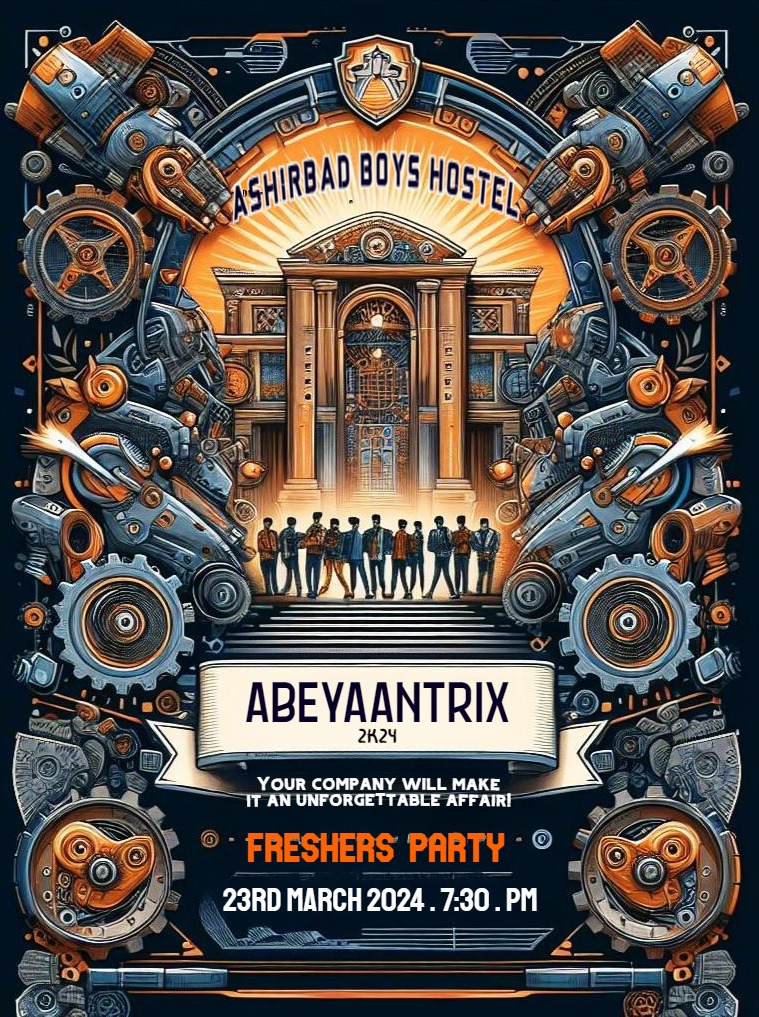 ASHIRBAD BOYS HOSTEL
ABEYAANTRIX
2K24
YOUR COMPANY WILL MAKE
IT AN UNFORGETTABLE AFFAIR!
FRESHERS PARTY
23RD MARCH 2024 . 7:30 . PM